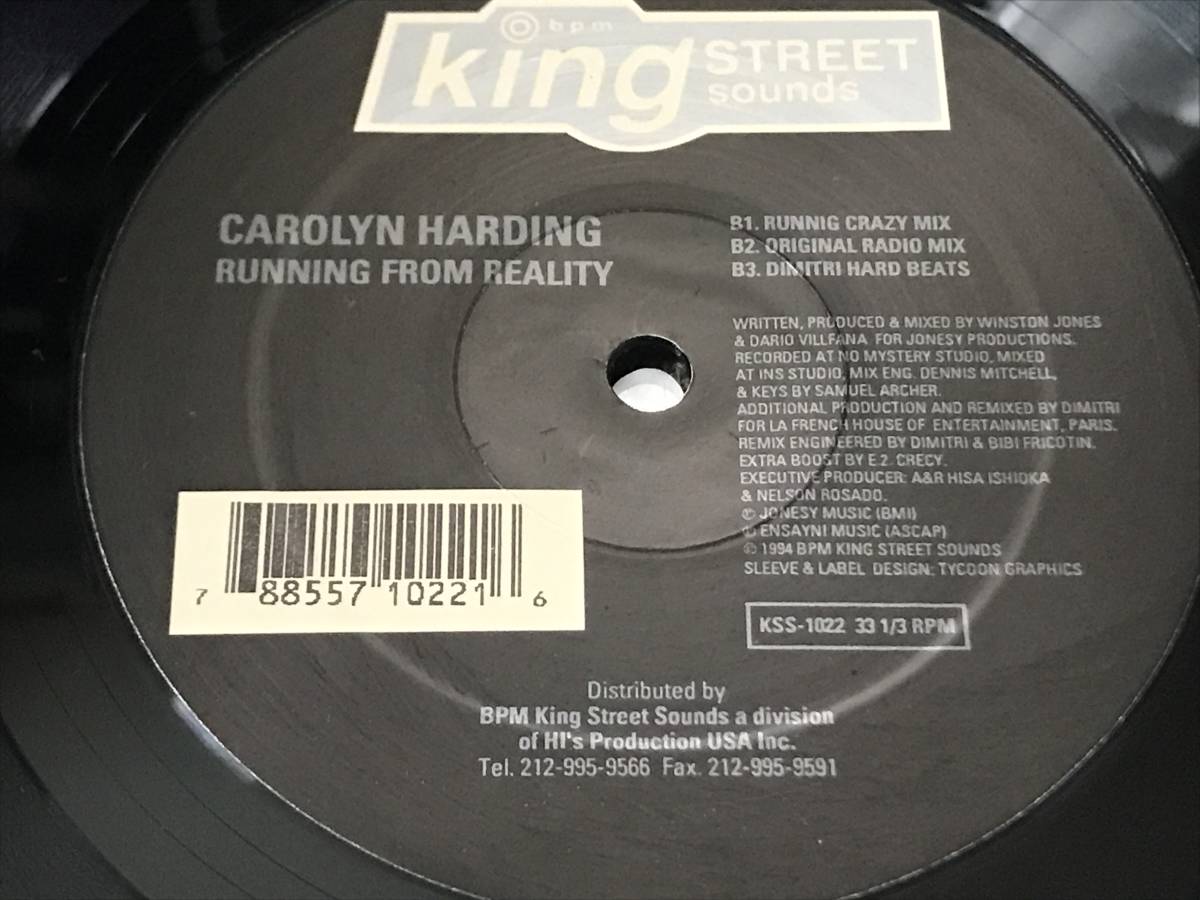 bpm
king STREET
sounds
CAROLYN HARDING
RUNNING FROM REALITY
B1. RUNNIG CRAZY MIX
B2. ORIGINAL RADIO MIX
B3. DIMITRI HARD BEATS
WRITTEN, PRODUCED & MIXED BY WINSTON JONES
& DARIO VILLFANA FOR JONESY PRODUCTIONS.
RECORDED AT NO MYSTERY STUDIO, MIXED
AT INS STUDIO, MIX ENG. DENNIS MITCHELL,
& KEYS BY SAMUEL ARCHER.
ADDITIONAL PRODUCTION AND REMIXED BY DIMITRI
FOR LA FRENCH HOUSE OF ENTERTAINMENT, PARIS.
REMIX ENGINEERED BY DIMITRI & BIBI FRICOTIN.
EXTRA BOOST BY E.2. CRECY.
EXECUTIVE PRODUCER: A&R HISA ISHIOKA
& NELSON ROSADO.
℗ JONESY MUSIC (BMI)
ENSAYNI MUSIC (ASCAP)
© 1994 BPM KING STREET SOUNDS
SLEEVE & LABEL DESIGN: TYCOON GRAPHICS
7 88557 10221 6
KSS-1022 33 1/3 RPM
Distributed by
BPM King Street Sounds a division
of HI's Production USA Inc.
Tel. 212-995-9566 Fax. 212-995-9591